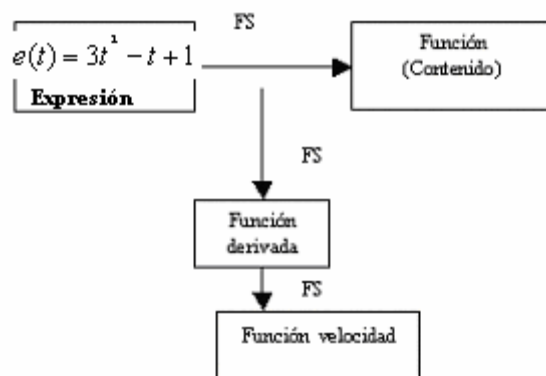 FS
e(t) = 3t² − t + 1
Expresión
Función
(Contenido)
FS
Función
derivada
FS
Función velocidad